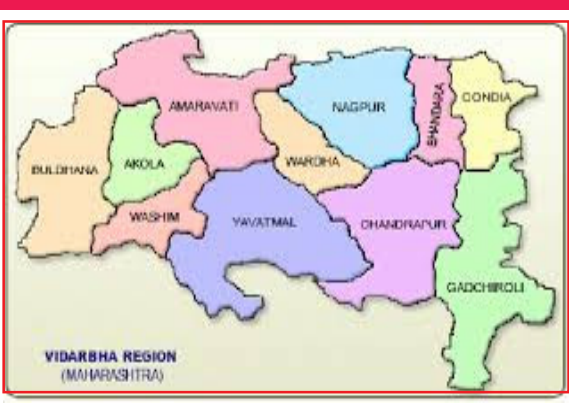 AMARAVATI
NAGPUR
BHANDARA
GONDIA
BULDHANA
AKOLA
WARDHA
WASHIM
YAVATMAL
CHANDRAPUR
GADCHIROLI
VIDARBHA REGION
(MAHARASHTRA)